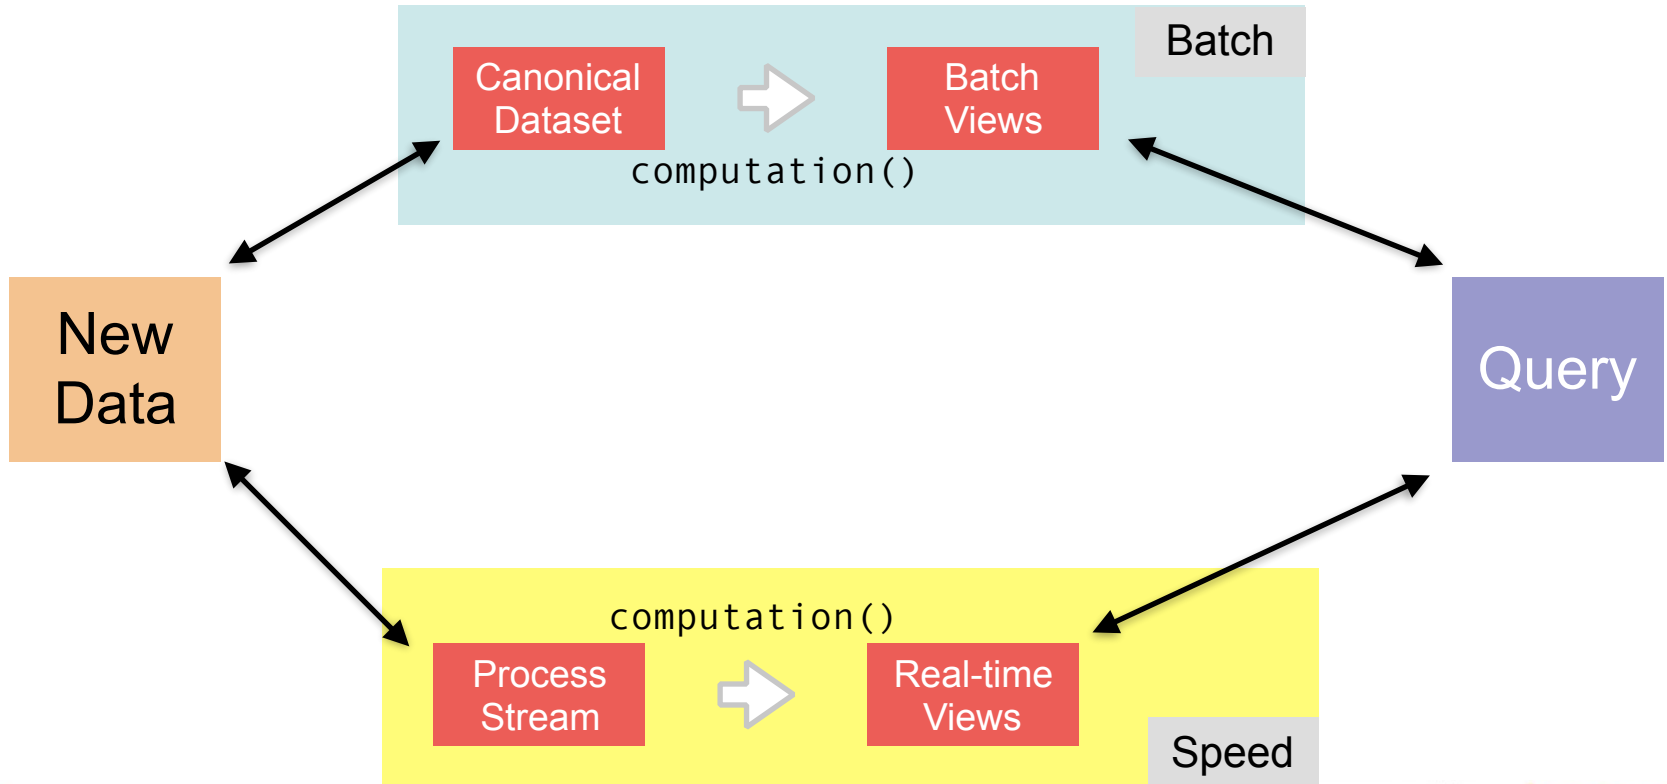 Batch
Canonical
Dataset
Batch
Views
computation()
New
Data
Query
computation()
Process
Stream
Real-time
Views
Speed